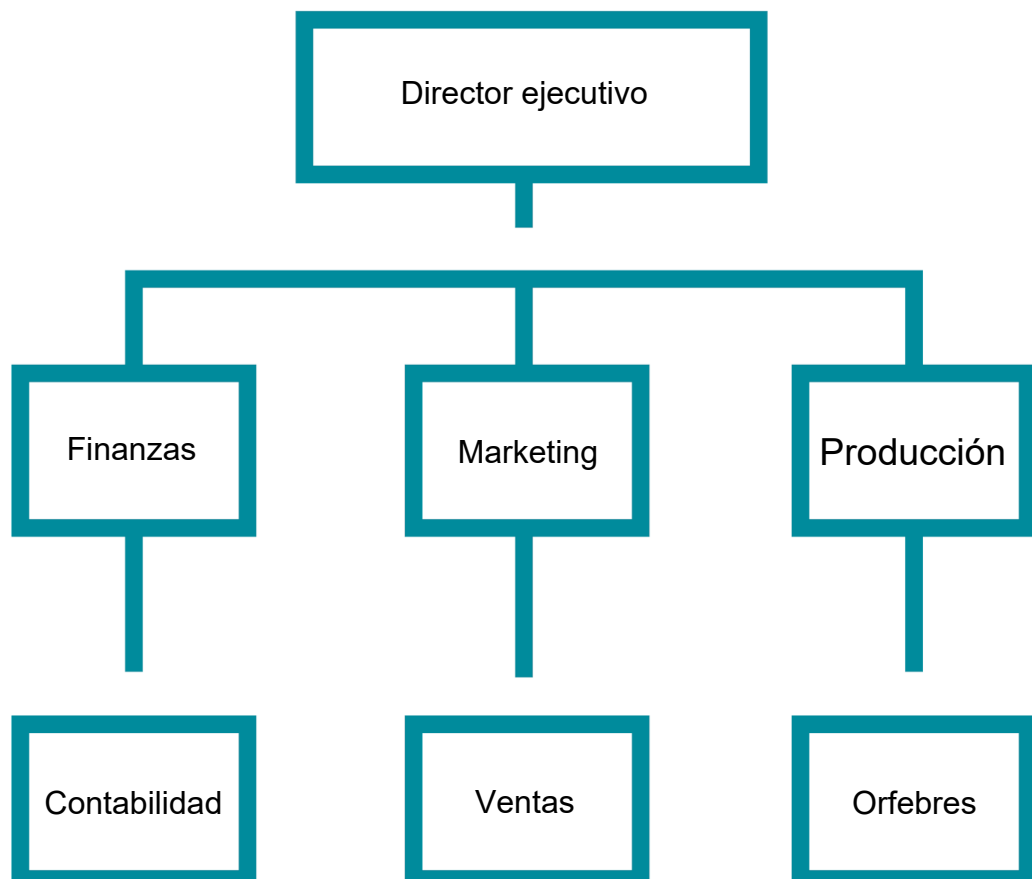 Director ejecutivo
Finanzas
Marketing
Producción
Contabilidad
Ventas
Orfebres